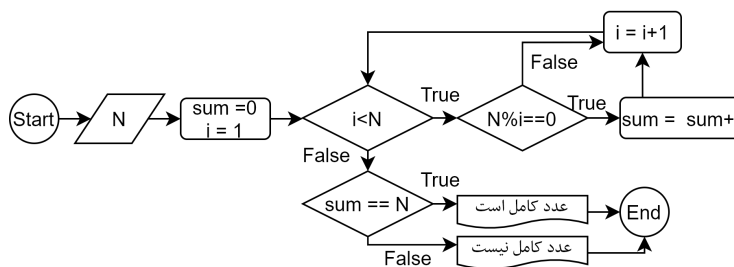 i = i+1
False
True
True
Start
N
sum =0
i = 1
i<N
N%i==0
sum = sum+
False
True
sum == N
عدد کامل است
End
False
عدد کامل نیست